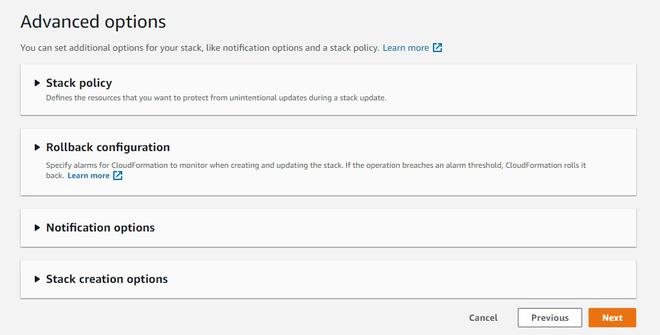 Advanced options
You can set additional options for your stack, like notification options and a stack policy. Learn more
Stack policy
Defines the resources that you want to protect from unintentional updates during a stack update.
Rollback configuration
Specify alarms for CloudFormation to monitor when creating and updating the stack. If the operation breaches an alarm threshold, CloudFormation rolls it
back. Learn more
Notification options
Stack creation options
Cancel Previous Next